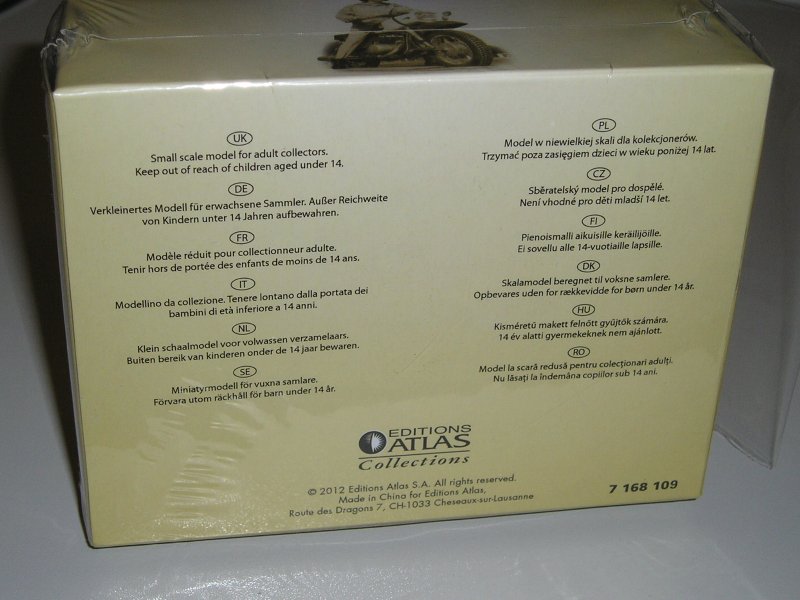 UK
Small scale model for adult collectors.
Keep out of reach of children aged under 14.
DE
Verkleinertes Modell für erwachsene Sammler. Außer Reichweite
von Kindern unter 14 Jahren aufbewahren.
FR
Modèle réduit pour collectionneur adulte.
Tenir hors de portée des enfants de moins de 14 ans.
IT
Modellino da collezione. Tenere lontano dalla portata dei
bambini di età inferiore a 14 anni.
NL
Klein schaalmodel voor volwassen verzamelaars.
Buiten bereik van kinderen onder de 14 jaar bewaren.
SE
Miniatyrmodell för vuxna samlare.
Förvara utom räckhåll för barn under 14 år.
PL
Model w niewielkiej skali dla kolekcjonerów.
Trzymać poza zasięgiem dzieci w wieku poniżej 14 lat.
CZ
Sběratelský model pro dospělé.
Není vhodné pro děti mladší 14 let.
FI
Pienoismalli aikuisille keräilijöille.
Ei sovellu alle 14-vuotiaille lapsille.
DK
Skalamodel beregnet til voksne samlere.
Opbevares uden for rækkevidde for børn under 14 år.
HU
Kisméretű makett felnőtt gyűjtők számára.
14 év alatti gyermekeknek nem ajánlott.
RO
Model la scară redusă pentru colecționari adulți.
Nu lăsați la îndemâna copiilor sub 14 ani.
EDITIONS
ATLAS
Collections
© 2012 Editions Atlas S.A. All rights reserved.
Made in China for Editions Atlas,
Route des Dragons 7, CH-1033 Cheseaux-sur-Lausanne
7 168 109